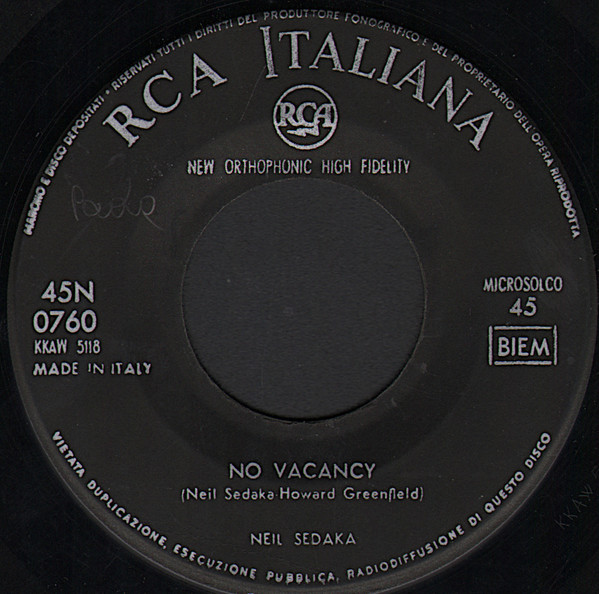 MARCHIO E DISCO DEPOSITATI • RISERVATI TUTTI I DIRITTI DEL PRODUTTORE FONOGRAFICO E DEL PROPRIETARIO DELL'OPERA RIPRODOTTA
RCA ITALIANA
RCA
NEW ORTHOPHONIC HIGH FIDELITY
Paola
45N
0760
KKAW 5118
MADE IN ITALY
MICROSOLCO
45
BIEM
NO VACANCY
(Neil Sedaka-Howard Greenfield)
NEIL SEDAKA
VIETATA DUPLICAZIONE, ESECUZIONE PUBBLICA, RADIODIFFUSIONE DI QUESTO DISCO
KKAW